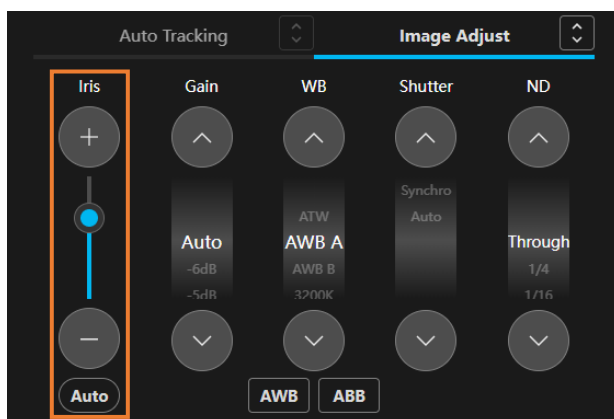 Auto Tracking Image Adjust
Iris Gain WB Shutter ND
Synchro
ATW Auto
Auto AWB A Through
-6dB AWB B 1/4
-5dB 3200K 1/16
Auto AWB ABB